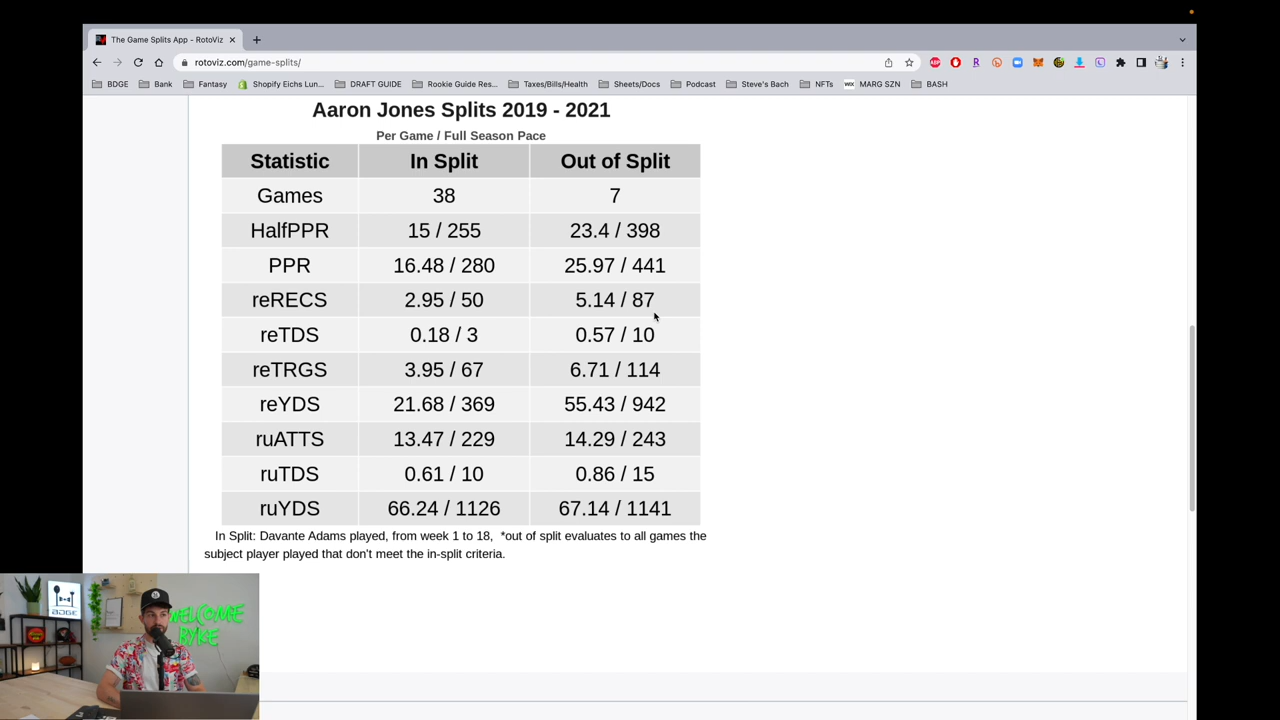 The Game Splits App - RotoViz
rotoviz.com/game-splits/
BDGE Bank Fantasy Shopify Eichs Lun... DRAFT GUIDE Rookie Guide Res... Taxes/Bills/Health Sheets/Docs Podcast Steve's Bach NFTs WIX MARG SZN BASH
Aaron Jones Splits 2019 - 2021
Per Game / Full Season Pace
Statistic In Split Out of Split
Games 38 7
HalfPPR 15 / 255 23.4 / 398
PPR 16.48 / 280 25.97 / 441
reRECS 2.95 / 50 5.14 / 87
reTDS 0.18 / 3 0.57 / 10
reTRGS 3.95 / 67 6.71 / 114
reYDS 21.68 / 369 55.43 / 942
ruATTS 13.47 / 229 14.29 / 243
ruTDS 0.61 / 10 0.86 / 15
ruYDS 66.24 / 1126 67.14 / 1141
In Split: Davante Adams played, from week 1 to 18, *out of split evaluates to all games the
subject player played that don't meet the in-split criteria.
BDGE
WELCOME
BYKE